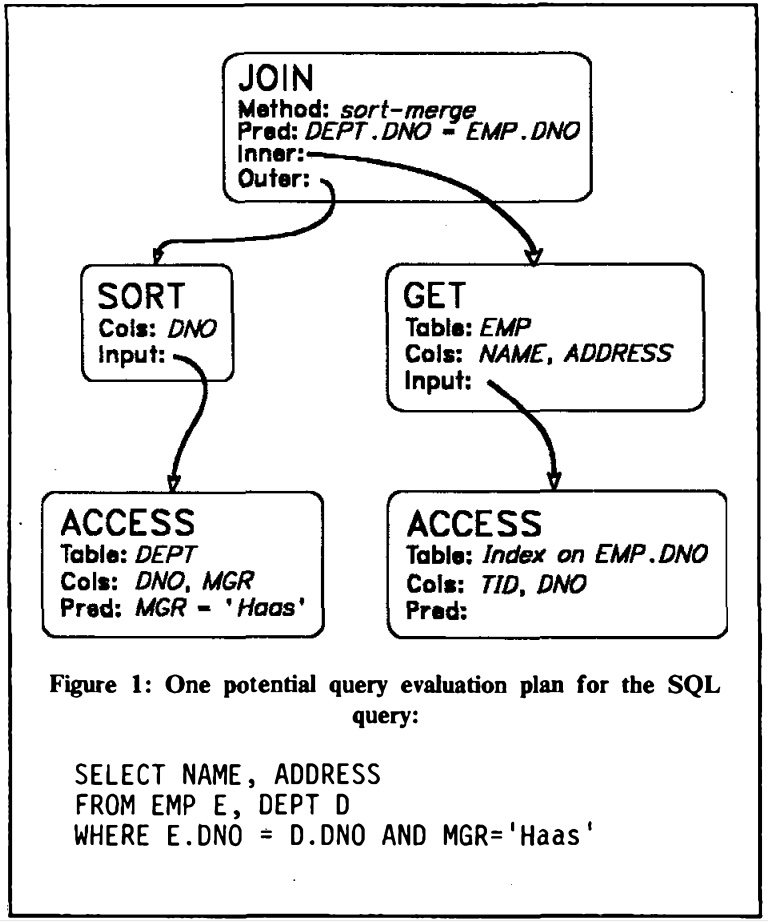 JOIN
Method: sort-merge
Pred: DEPT.DNO = EMP.DNO
Inner:
Outer:
SORT
Cols: DNO
Input:
GET
Table: EMP
Cols: NAME, ADDRESS
Input:
ACCESS
Table: DEPT
Cols: DNO, MGR
Pred: MGR = 'Haas'
ACCESS
Table: Index on EMP.DNO
Cols: TID, DNO
Pred:
Figure 1: One potential query evaluation plan for the SQL
query:
SELECT NAME, ADDRESS
FROM EMP E, DEPT D
WHERE E.DNO = D.DNO AND MGR='Haas'